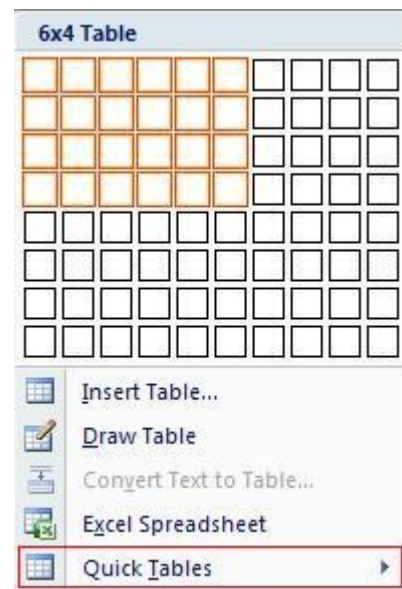 6x4 Table
Insert Table...
Draw Table
Convert Text to Table...
Excel Spreadsheet
Quick Tables